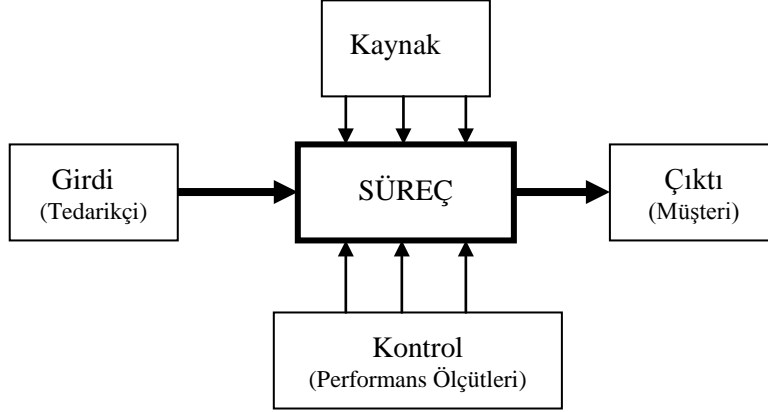 Kaynak
Girdi
(Tedarikçi)
SÜREÇ
Çıktı
(Müşteri)
Kontrol
(Performans Ölçütleri)